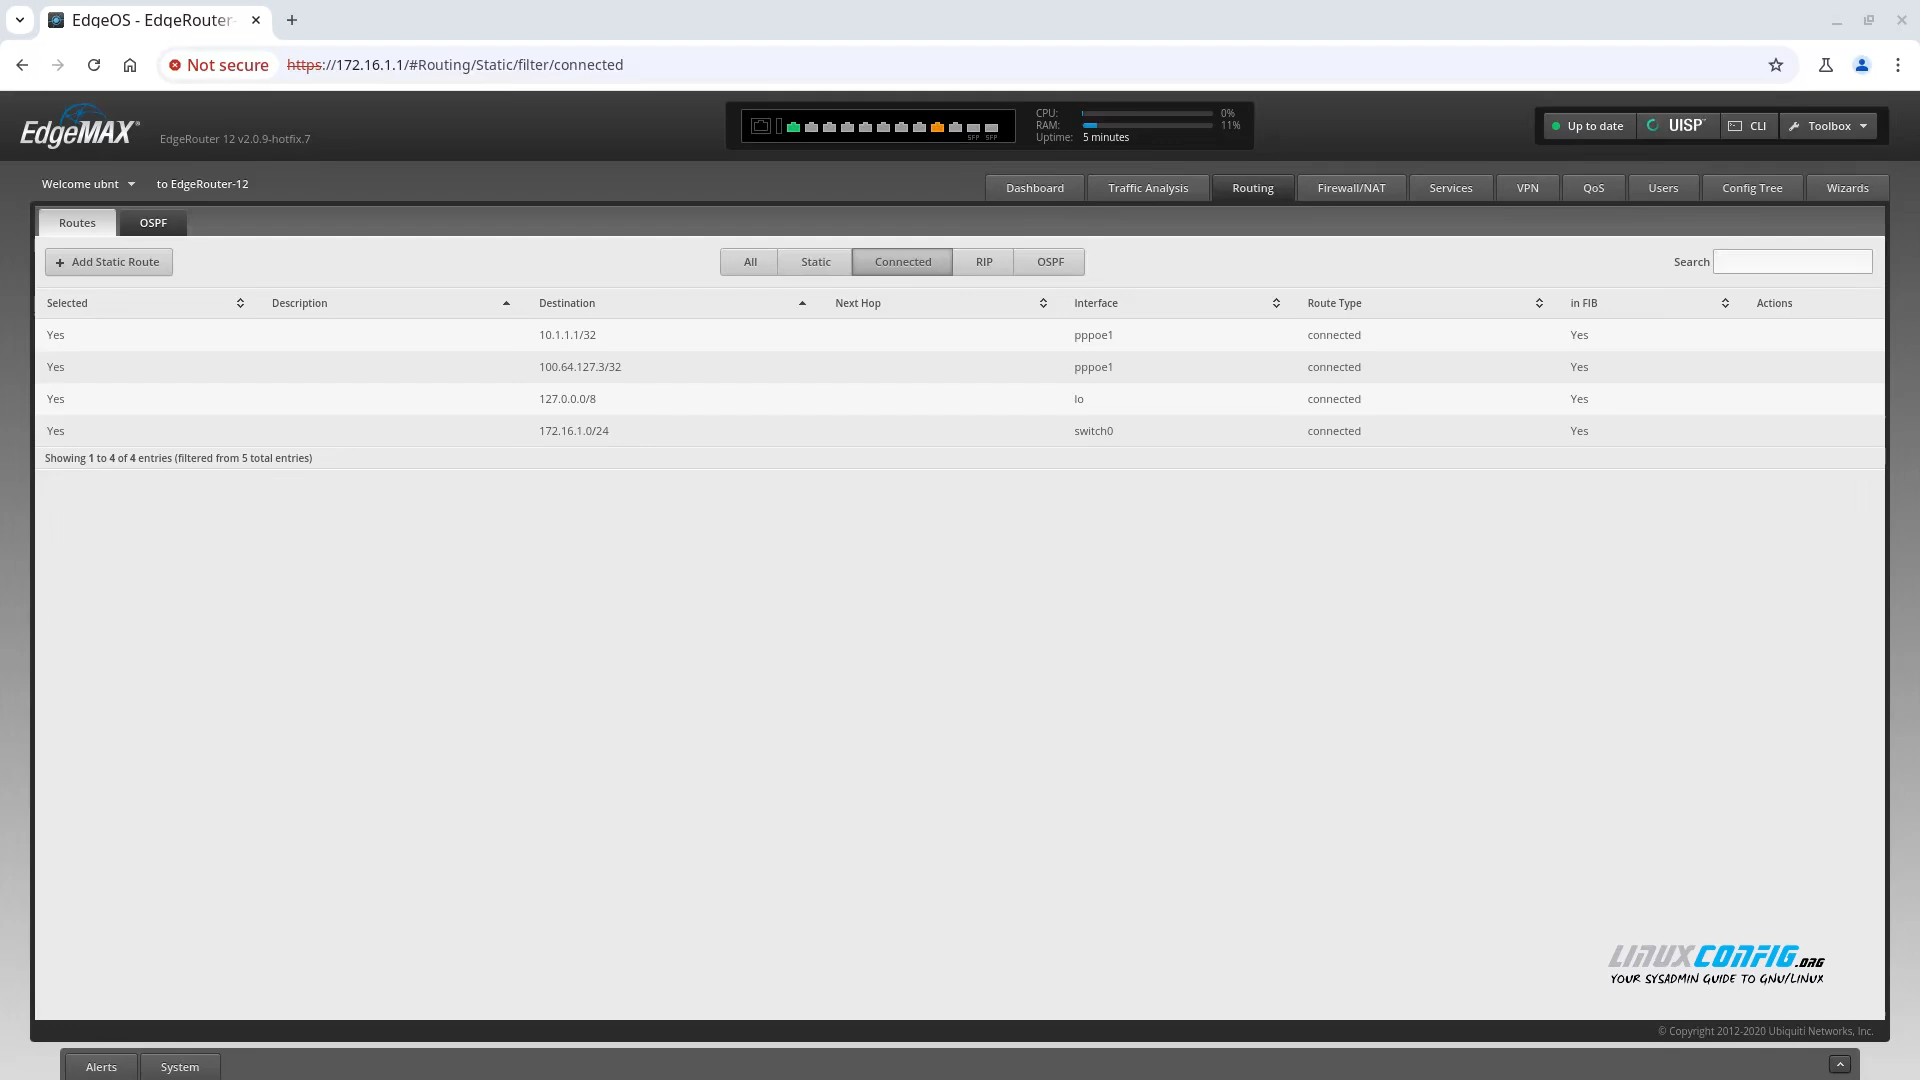 EdgeOS - EdgeRouter-
Not secure https://172.16.1.1/#Routing/Static/filter/connected
EdgeMAX EdgeRouter 12 v2.0.9-hotfix.7
SFP SFP
CPU: 0%
RAM: 11%
Uptime: 5 minutes
Up to date UISP CLI Toolbox
Welcome ubnt to EdgeRouter-12
Dashboard Traffic Analysis Routing Firewall/NAT Services VPN QoS Users Config Tree Wizards
Routes OSPF
+ Add Static Route All Static Connected RIP OSPF Search
Selected Description Destination Next Hop Interface Route Type in FIB Actions
Yes 10.1.1.1/32 pppoe1 connected Yes
Yes 100.64.127.3/32 pppoe1 connected Yes
Yes 127.0.0.0/8 lo connected Yes
Yes 172.16.1.0/24 switch0 connected Yes
Showing 1 to 4 of 4 entries (filtered from 5 total entries)
LINUXCONFIG.ORG
YOUR SYSADMIN GUIDE TO GNU/LINUX
© Copyright 2012-2020 Ubiquiti Networks, Inc.
Alerts System